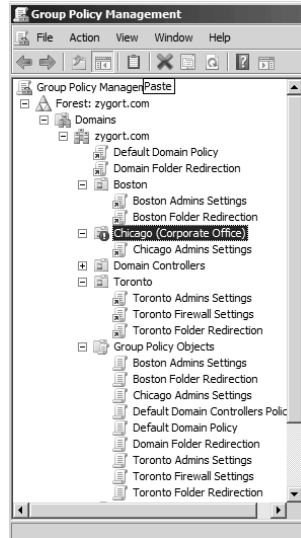 Group Policy Management
File Action View Window Help
Group Policy Managem Paste
Forest: zygort.com
Domains
zygort.com
Default Domain Policy
Domain Folder Redirection
Boston
Boston Admins Settings
Boston Folder Redirection
Chicago (Corporate Office)
Chicago Admins Settings
Domain Controllers
Toronto
Toronto Admins Settings
Toronto Firewall Settings
Toronto Folder Redirection
Group Policy Objects
Boston Admins Settings
Boston Folder Redirection
Chicago Admins Settings
Default Domain Controllers Polic
Default Domain Policy
Domain Folder Redirection
Toronto Admins Settings
Toronto Firewall Settings
Toronto Folder Redirection